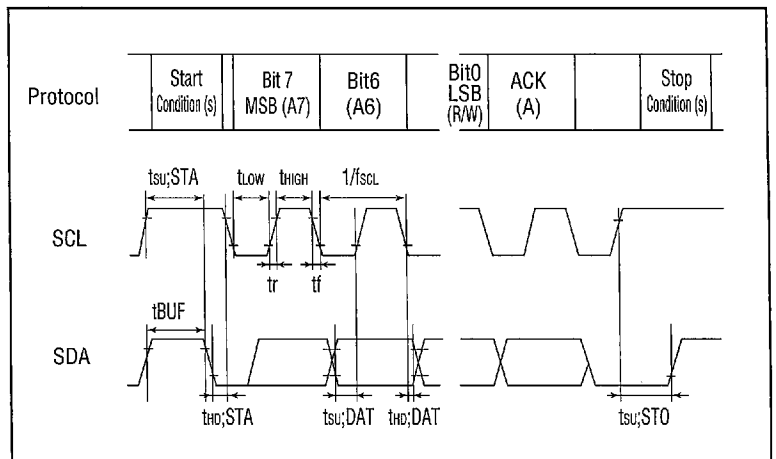 Protocol
Start
Condition (s)
Bit 7
MSB (A7)
Bit6
(A6)
Bit0
LSB
(R/W)
ACK
(A)
Stop
Condition (s)
tSU;STA
tLOW
tHIGH
1/fSCL
SCL
tr
tf
tBUF
SDA
tHD;STA
tSU;DAT
tHD;DAT
tSU;STO